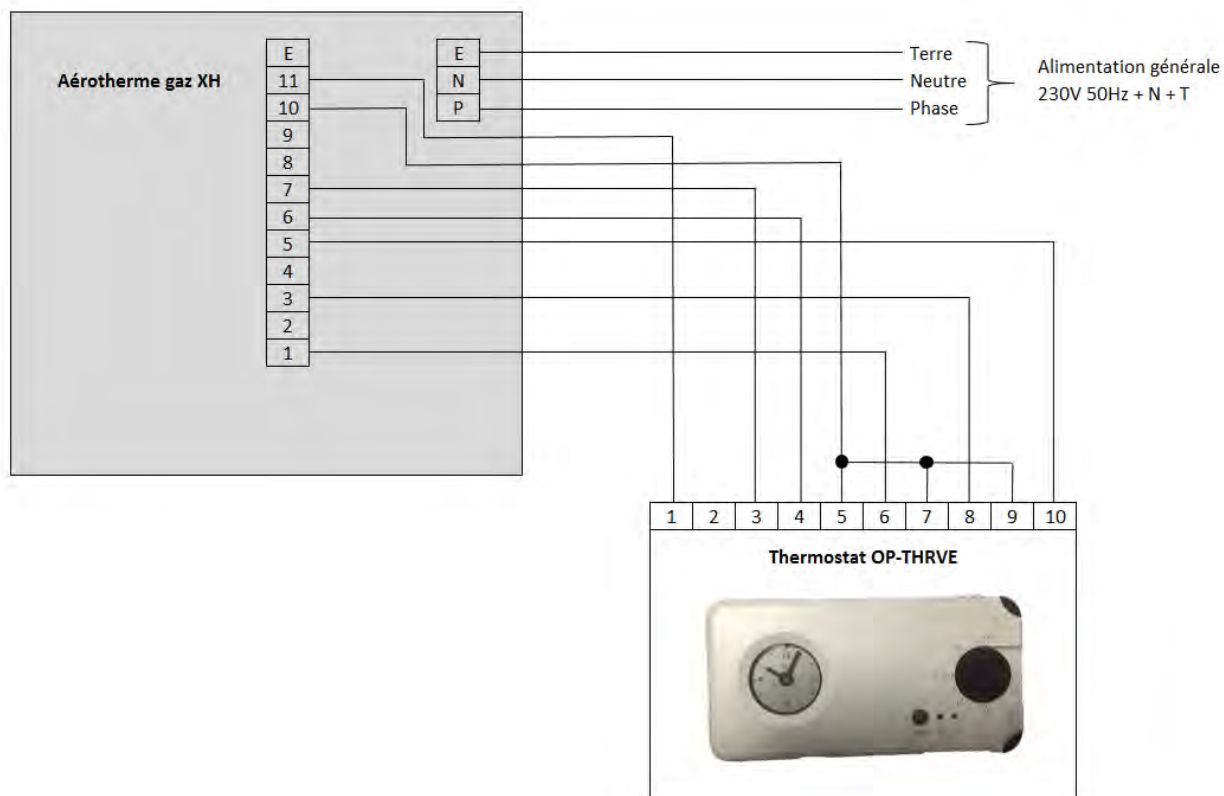 Aérotherme gaz XH
E
11
10
9
8
7
6
5
4
3
2
1
E
N
P
Terre
Neutre
Phase
Alimentation générale
230V 50Hz + N + T
1 2 3 4 5 6 7 8 9 10
Thermostat OP-THRVE